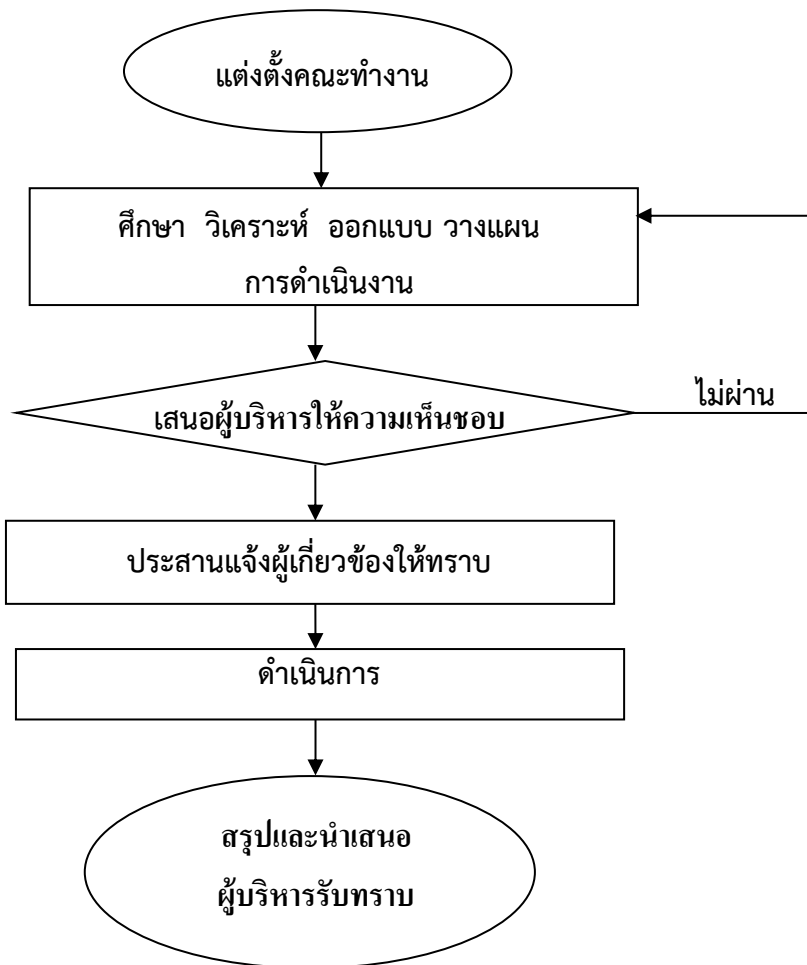 แต่งตั้งคณะทำงาน
ศึกษา วิเคราะห์ ออกแบบ วางแผน
การดำเนินงาน
เสนอผู้บริหารให้ความเห็นชอบ
ไม่ผ่าน
ประสานแจ้งผู้เกี่ยวข้องให้ทราบ
ดำเนินการ
สรุปและนำเสนอ
ผู้บริหารรับทราบ